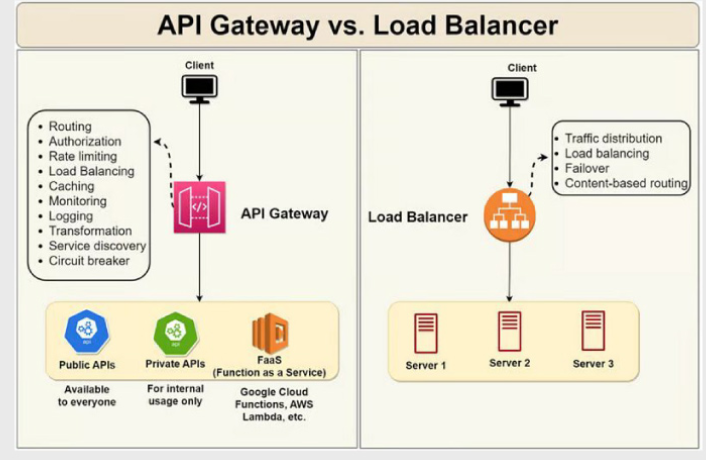 API Gateway vs. Load Balancer
Client
Routing
Authorization
Rate limiting
Load Balancing
Caching
Monitoring
Logging
Transformation
Service discovery
Circuit breaker
API Gateway
Public APIs
Private APIs
FaaS
(Function as a Service)
Available
to everyone
For internal
usage only
Google Cloud
Functions, AWS
Lambda, etc.
Client
Traffic distribution
Load balancing
Failover
Content-based routing
Load Balancer
Server 1
Server 2
Server 3